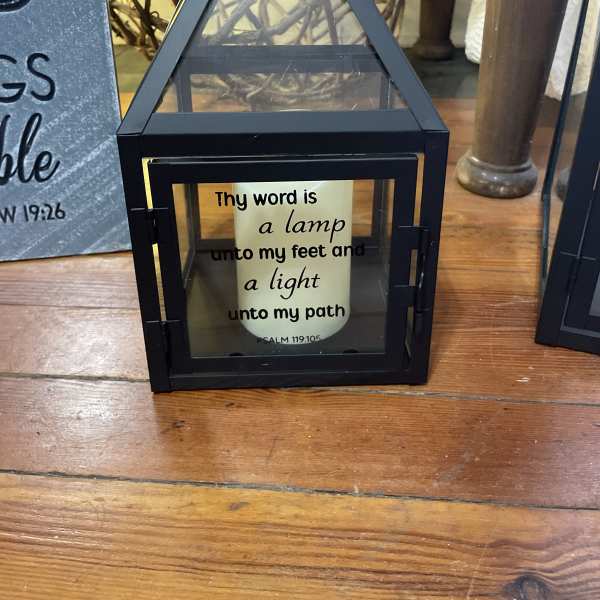 GS
ble
W 19:26
Thy word is
a lamp
unto my feet and
a light
unto my path
PSALM 119:105